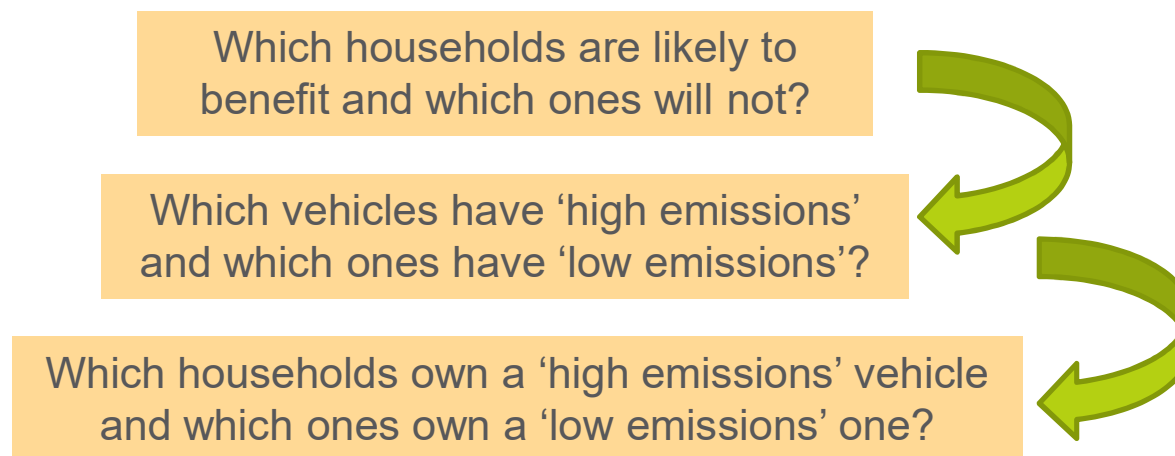 Which households are likely to
benefit and which ones will not?
Which vehicles have ‘high emissions’
and which ones have ‘low emissions’?
Which households own a ‘high emissions’ vehicle
and which ones own a ‘low emissions’ one?